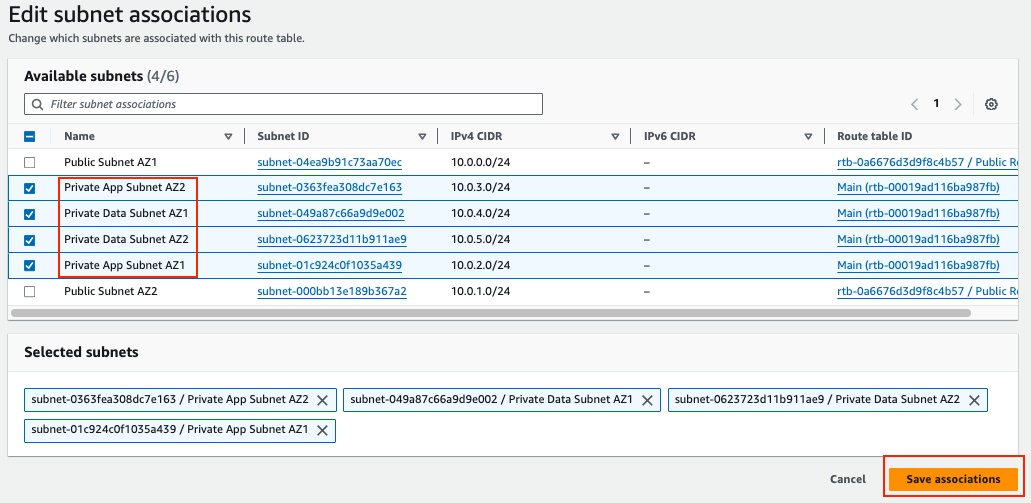 Edit subnet associations
Change which subnets are associated with this route table.
Available subnets (4/6)
Filter subnet associations
1
Name Subnet ID IPv4 CIDR IPv6 CIDR Route table ID
Public Subnet AZ1 subnet-04ea9b91c73aa70ec 10.0.0.0/24 – rtb-0a6676d3d9f8c4b57 / Public R
Private App Subnet AZ2 subnet-0363fea308dc7e163 10.0.3.0/24 – Main (rtb-00019ad116ba987fb)
Private Data Subnet AZ1 subnet-049a87c66a9d9e002 10.0.4.0/24 – Main (rtb-00019ad116ba987fb)
Private Data Subnet AZ2 subnet-0623723d11b911ae9 10.0.5.0/24 – Main (rtb-00019ad116ba987fb)
Private App Subnet AZ1 subnet-01c924c0f1035a439 10.0.2.0/24 – Main (rtb-00019ad116ba987fb)
Public Subnet AZ2 subnet-000bb13e189b367a2 10.0.1.0/24 – rtb-0a6676d3d9f8c4b57 / Public R
Selected subnets
subnet-0363fea308dc7e163 / Private App Subnet AZ2 subnet-049a87c66a9d9e002 / Private Data Subnet AZ1 subnet-0623723d11b911ae9 / Private Data Subnet AZ2
subnet-01c924c0f1035a439 / Private App Subnet AZ1
Cancel Save associations